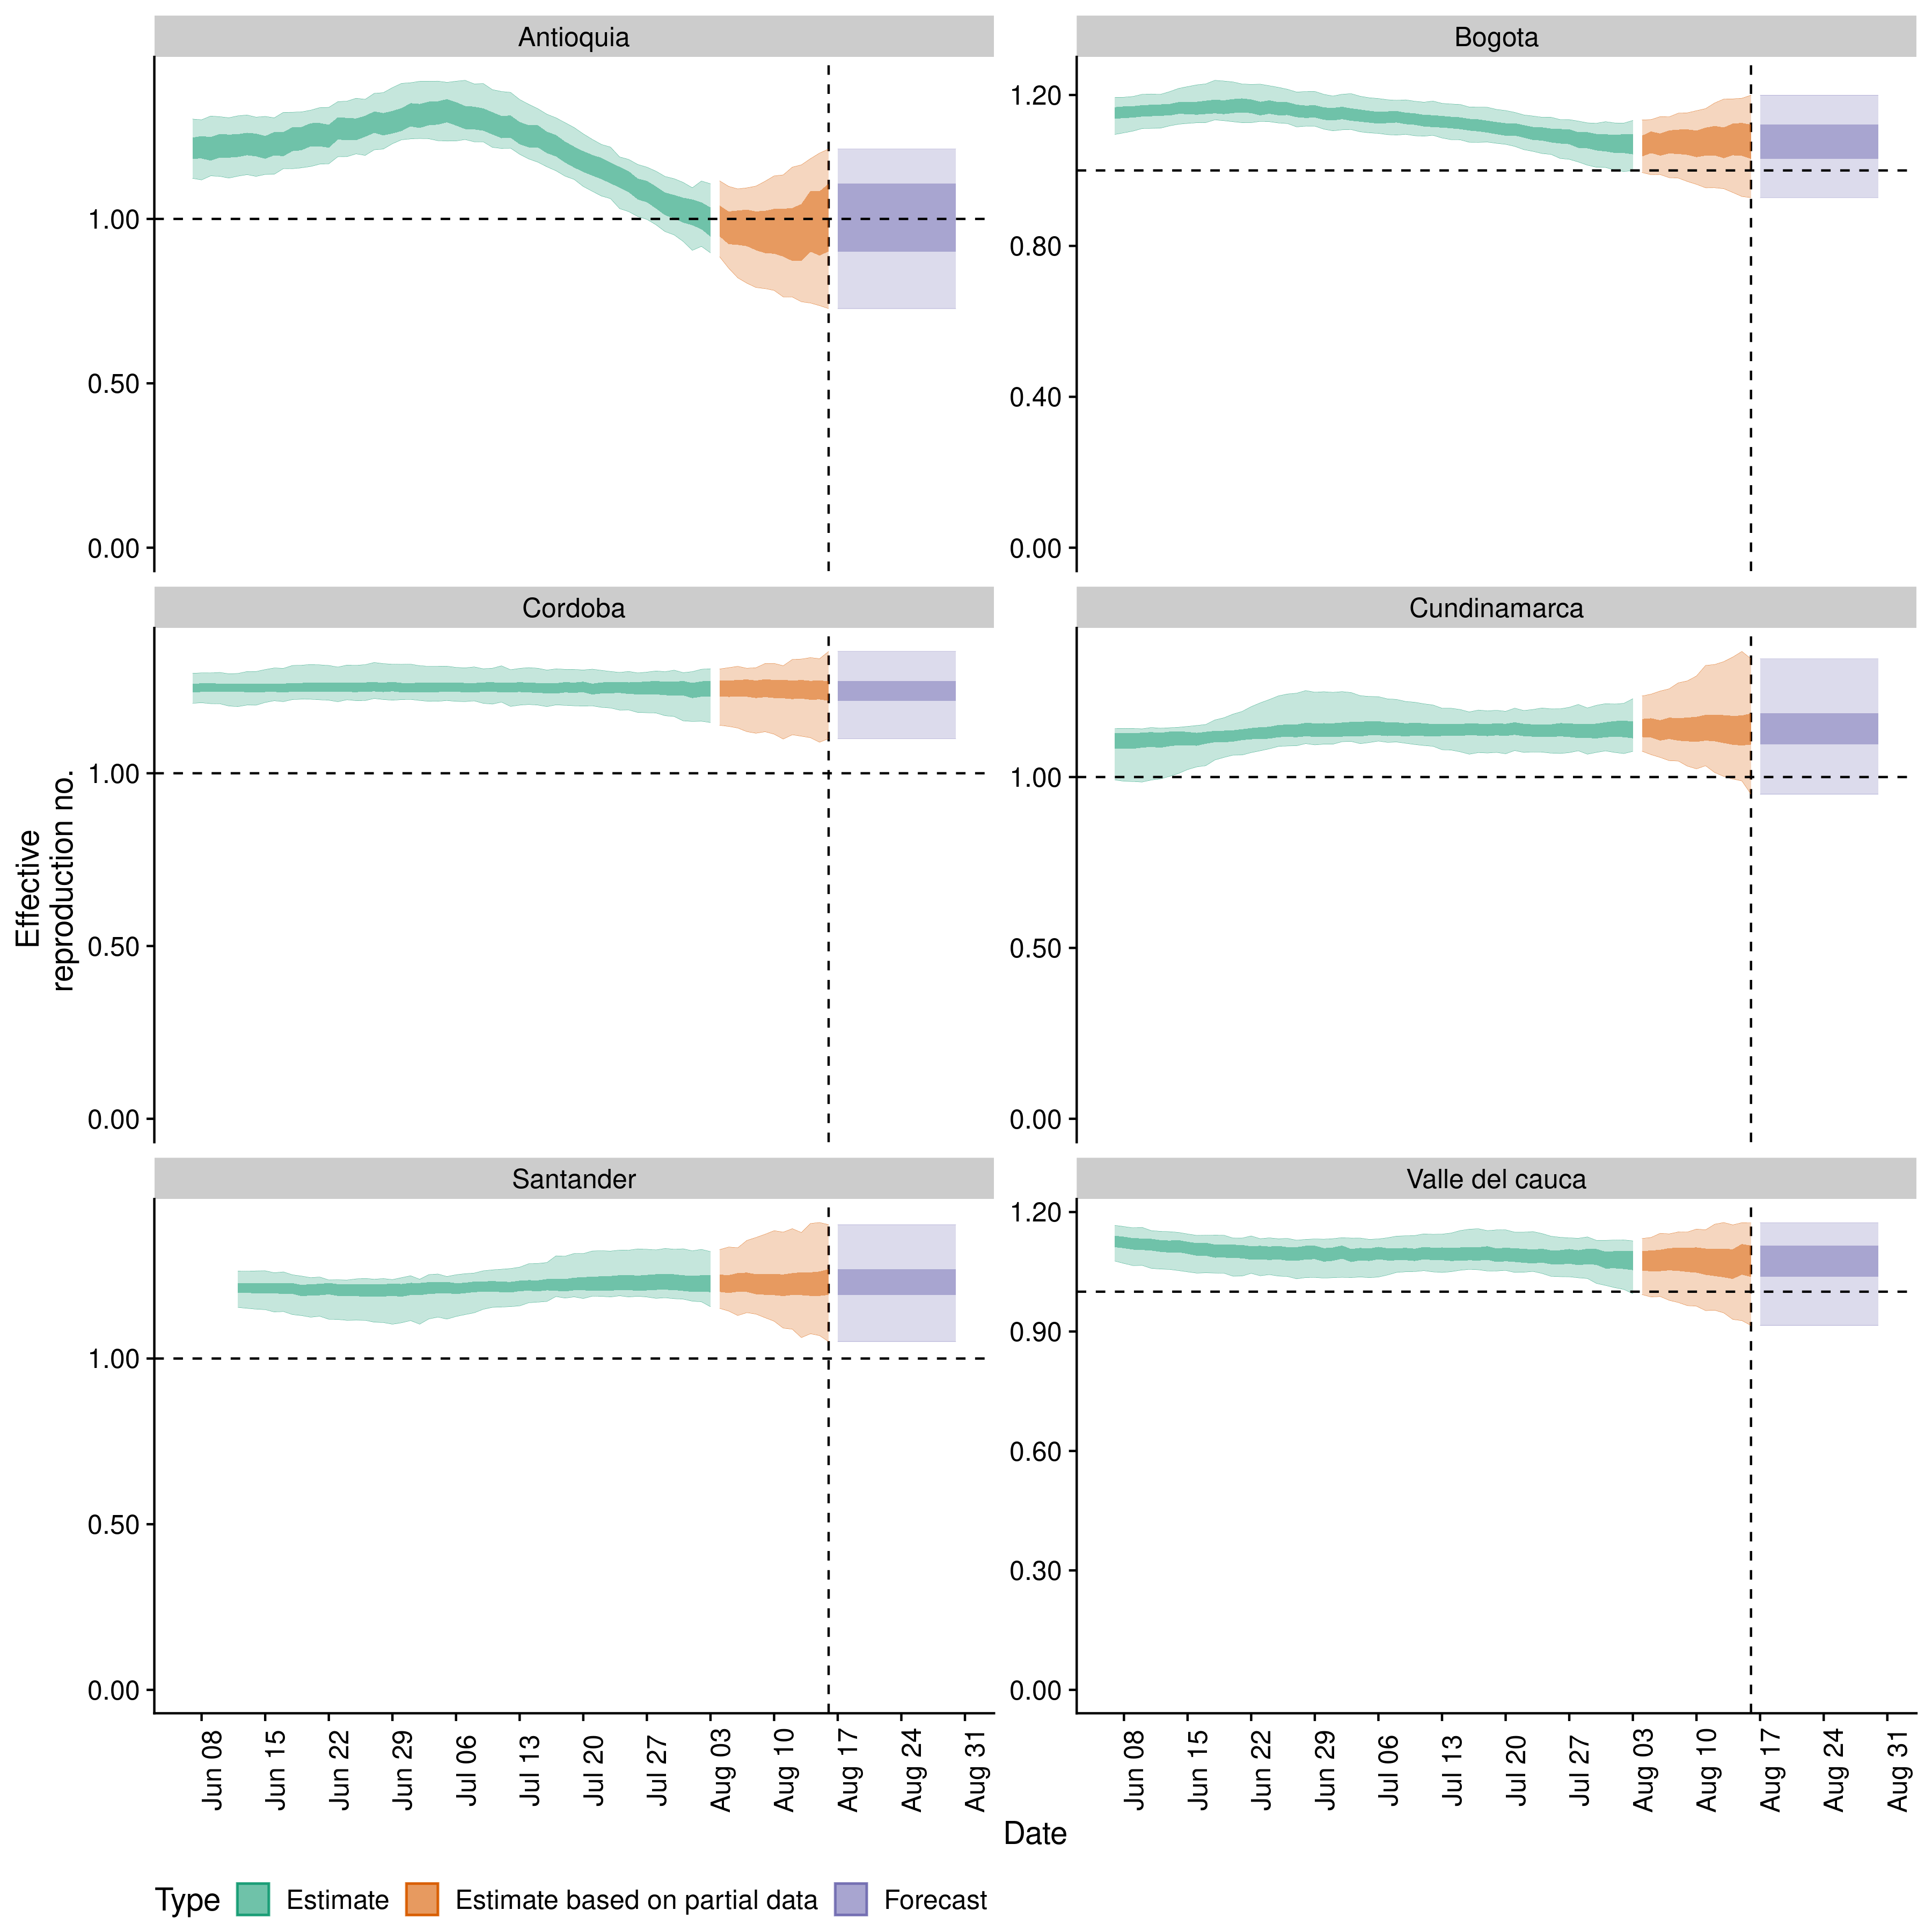 Antioquia
Bogota
1.00
0.50
0.00
1.20
0.80
0.40
0.00
Cordoba
Cundinamarca
1.00
0.50
0.00
1.00
0.50
0.00
Effective
reproduction no.
Santander
Valle del cauca
1.00
0.50
0.00
1.20
0.90
0.60
0.30
0.00
Jun 08
Jun 15
Jun 22
Jun 29
Jul 06
Jul 13
Jul 20
Jul 27
Aug 03
Aug 10
Aug 17
Aug 24
Aug 31
Jun 08
Jun 15
Jun 22
Jun 29
Jul 06
Jul 13
Jul 20
Jul 27
Aug 03
Aug 10
Aug 17
Aug 24
Aug 31
Date
Type Estimate Estimate based on partial data Forecast